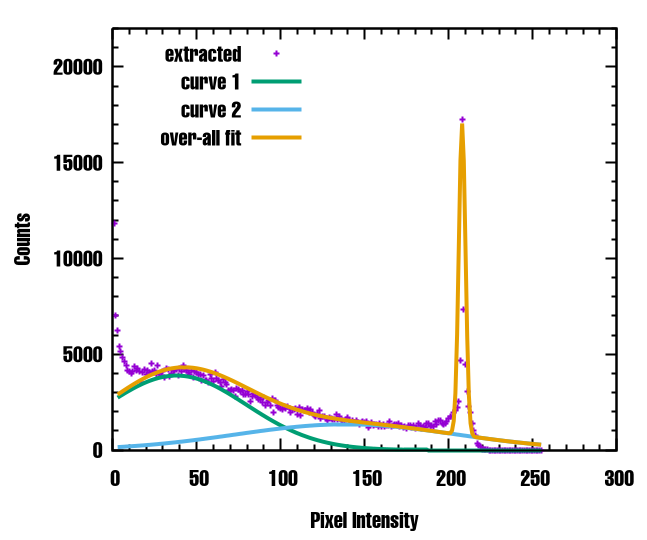 extracted
curve 1
curve 2
over-all fit
20000
15000
10000
5000
0
Counts
0 50 100 150 200 250 300
Pixel Intensity